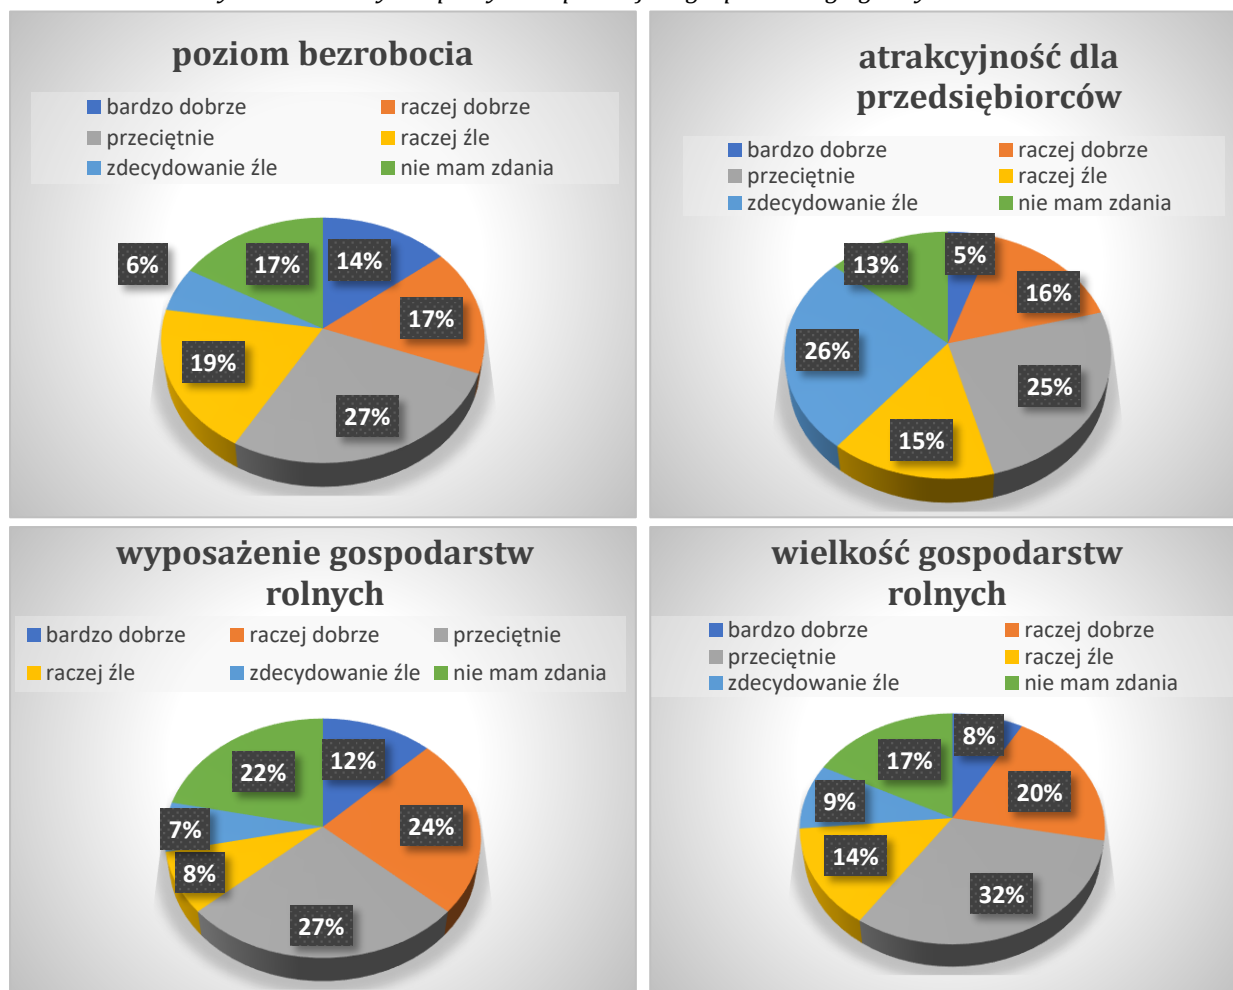 poziom bezrobocia
bardzo dobrze raczej dobrze
przeciętnie raczej źle
zdecydowanie źle nie mam zdania
14%
17%
27%
19%
6%
17%
atrakcyjność dla
przedsiębiorców
bardzo dobrze raczej dobrze
przeciętnie raczej źle
zdecydowanie źle nie mam zdania
5%
16%
25%
15%
26%
13%
wyposażenie gospodarstw
rolnych
bardzo dobrze raczej dobrze przeciętnie
raczej źle zdecydowanie źle nie mam zdania
12%
24%
27%
8%
7%
22%
wielkość gospodarstw
rolnych
bardzo dobrze raczej dobrze
przeciętnie raczej źle
zdecydowanie źle nie mam zdania
8%
20%
32%
14%
9%
17%